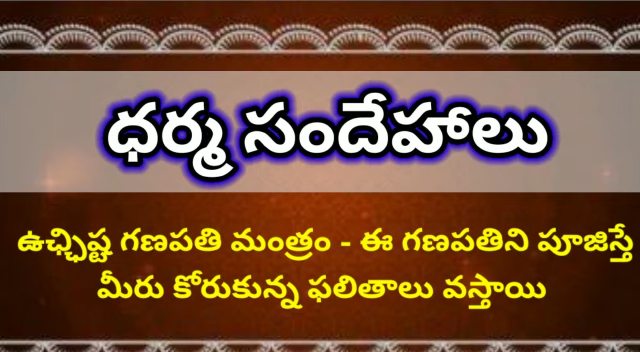 ధర్మ సందేహాలు
ఉచ్ఛిష్ట గణపతి మంత్రం - ఈ గణపతిని పూజిస్తే
మీరు కోరుకున్న ఫలితాలు వస్తాయి